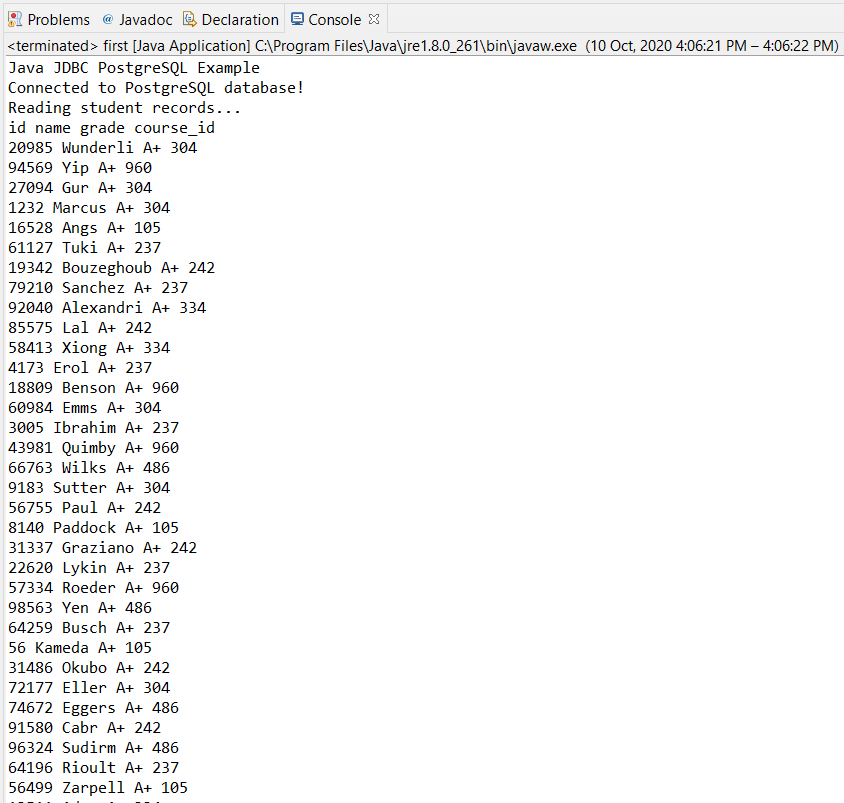 Problems @ Javadoc Declaration Console
<terminated> first [Java Application] C:\Program Files\Java\jre1.8.0_261\bin\javaw.exe (10 Oct, 2020 4:06:21 PM – 4:06:22 PM)
Java JDBC PostgreSQL Example
Connected to PostgreSQL database!
Reading student records...
id name grade course_id
20985 Wunderli A+ 304
94569 Yip A+ 960
27094 Gur A+ 304
1232 Marcus A+ 304
16528 Angs A+ 105
61127 Tuki A+ 237
19342 Bouzeghoub A+ 242
79210 Sanchez A+ 237
92040 Alexandri A+ 334
85575 Lal A+ 242
58413 Xiong A+ 334
4173 Erol A+ 237
18809 Benson A+ 960
60984 Emms A+ 304
3005 Ibrahim A+ 237
43981 Quimby A+ 960
66763 Wilks A+ 486
9183 Sutter A+ 304
56755 Paul A+ 242
8140 Paddock A+ 105
31337 Graziano A+ 242
22620 Lykin A+ 237
57334 Roeder A+ 960
98563 Yen A+ 486
64259 Busch A+ 237
56 Kameda A+ 105
31486 Okubo A+ 242
72177 Eller A+ 304
74672 Eggers A+ 486
91580 Cabr A+ 242
96324 Sudirm A+ 486
64196 Rioult A+ 237
56499 Zarpell A+ 105